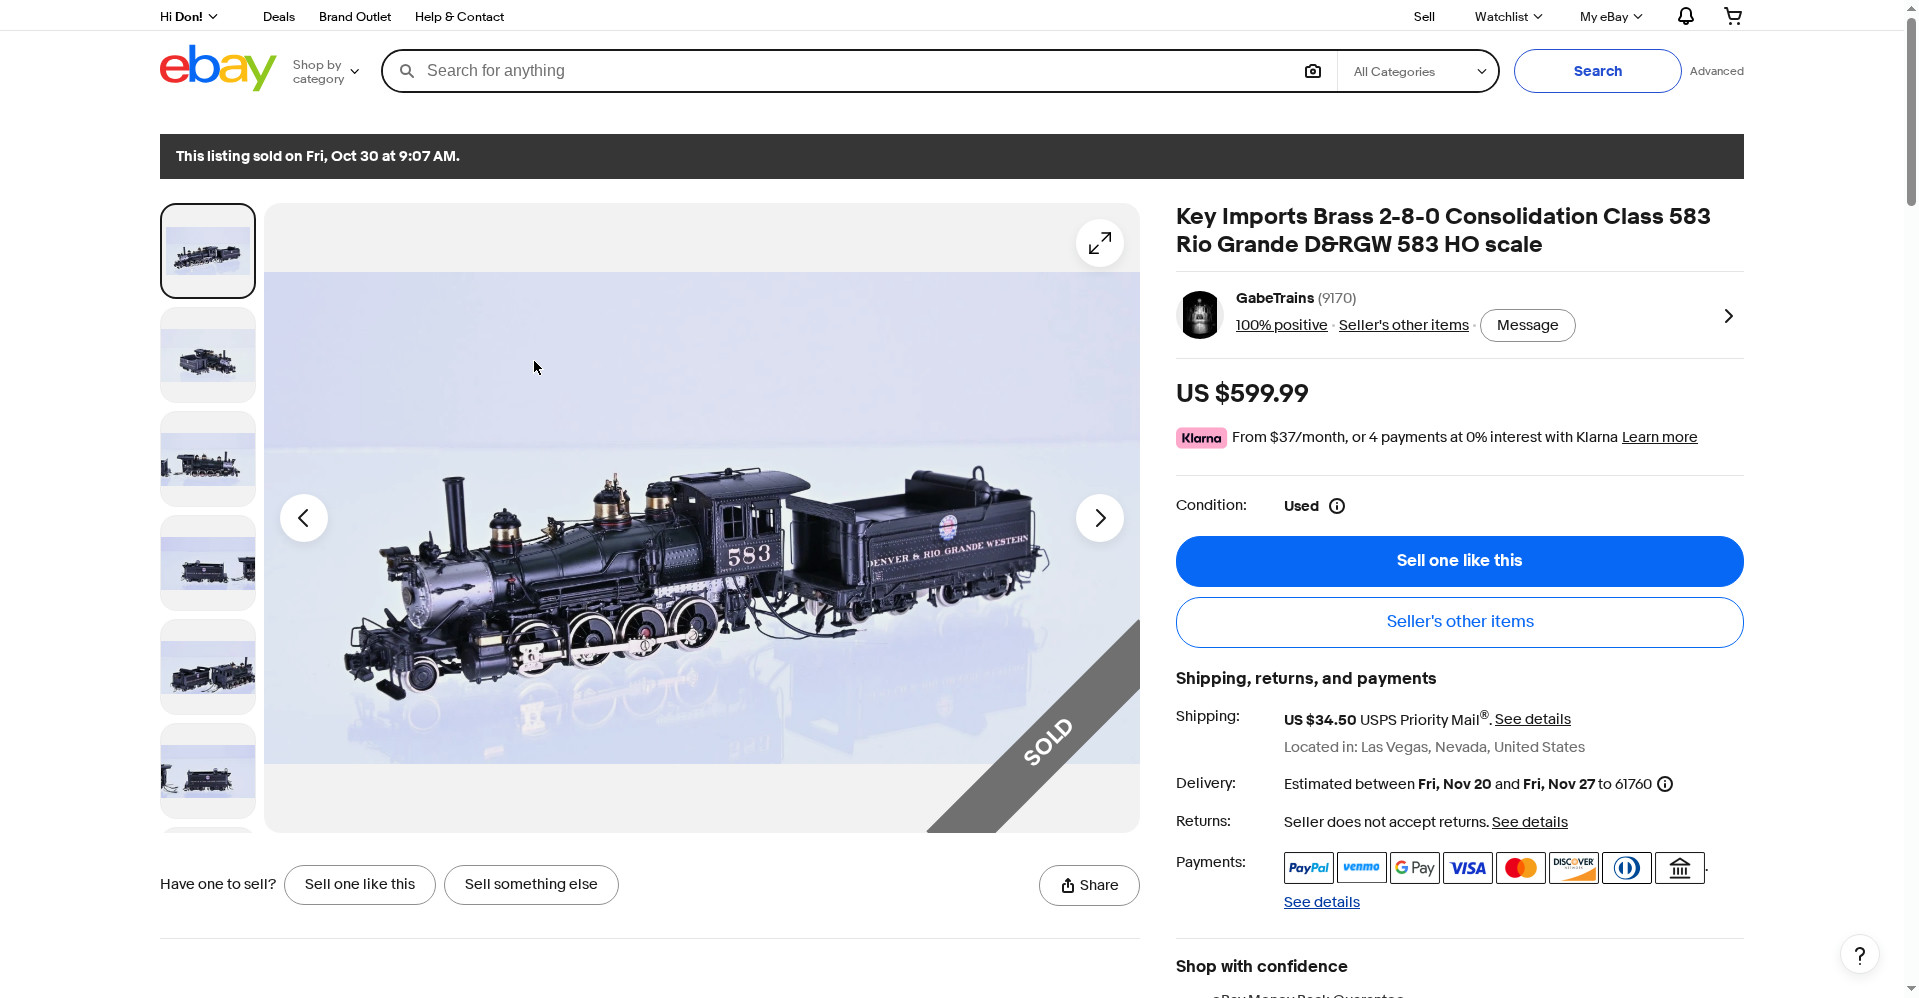 Hi Don!
Deals
Brand Outlet
Help & Contact
Sell
Watchlist
My eBay
ebay
Shop by
category
Search for anything
All Categories
Search
Advanced
This listing sold on Fri, Oct 30 at 9:07 AM.
583
DENVER & RIO GRANDE WESTERN
SOLD
Have one to sell?
Sell one like this
Sell something else
Share
Key Imports Brass 2-8-0 Consolidation Class 583
Rio Grande D&RGW 583 HO scale
GabeTrains (9170)
100% positive · Seller's other items · Message
US $599.99
Klarna From $37/month, or 4 payments at 0% interest with Klarna Learn more
Condition: Used
Sell one like this
Seller's other items
Shipping, returns, and payments
Shipping: US $34.50 USPS Priority Mail®. See details
Located in: Las Vegas, Nevada, United States
Delivery: Estimated between Fri, Nov 20 and Fri, Nov 27 to 61760
Returns: Seller does not accept returns. See details
Payments: PayPal venmo G Pay VISA DISCOVER .
See details
Shop with confidence
eBay Money Back Guarantee
?